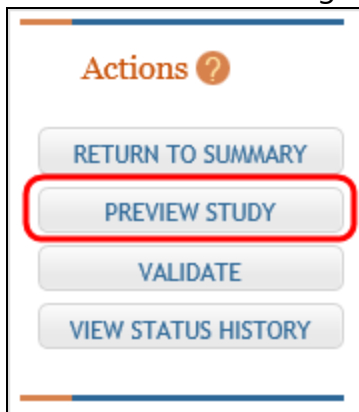 Actions ?
RETURN TO SUMMARY
PREVIEW STUDY
VALIDATE
VIEW STATUS HISTORY